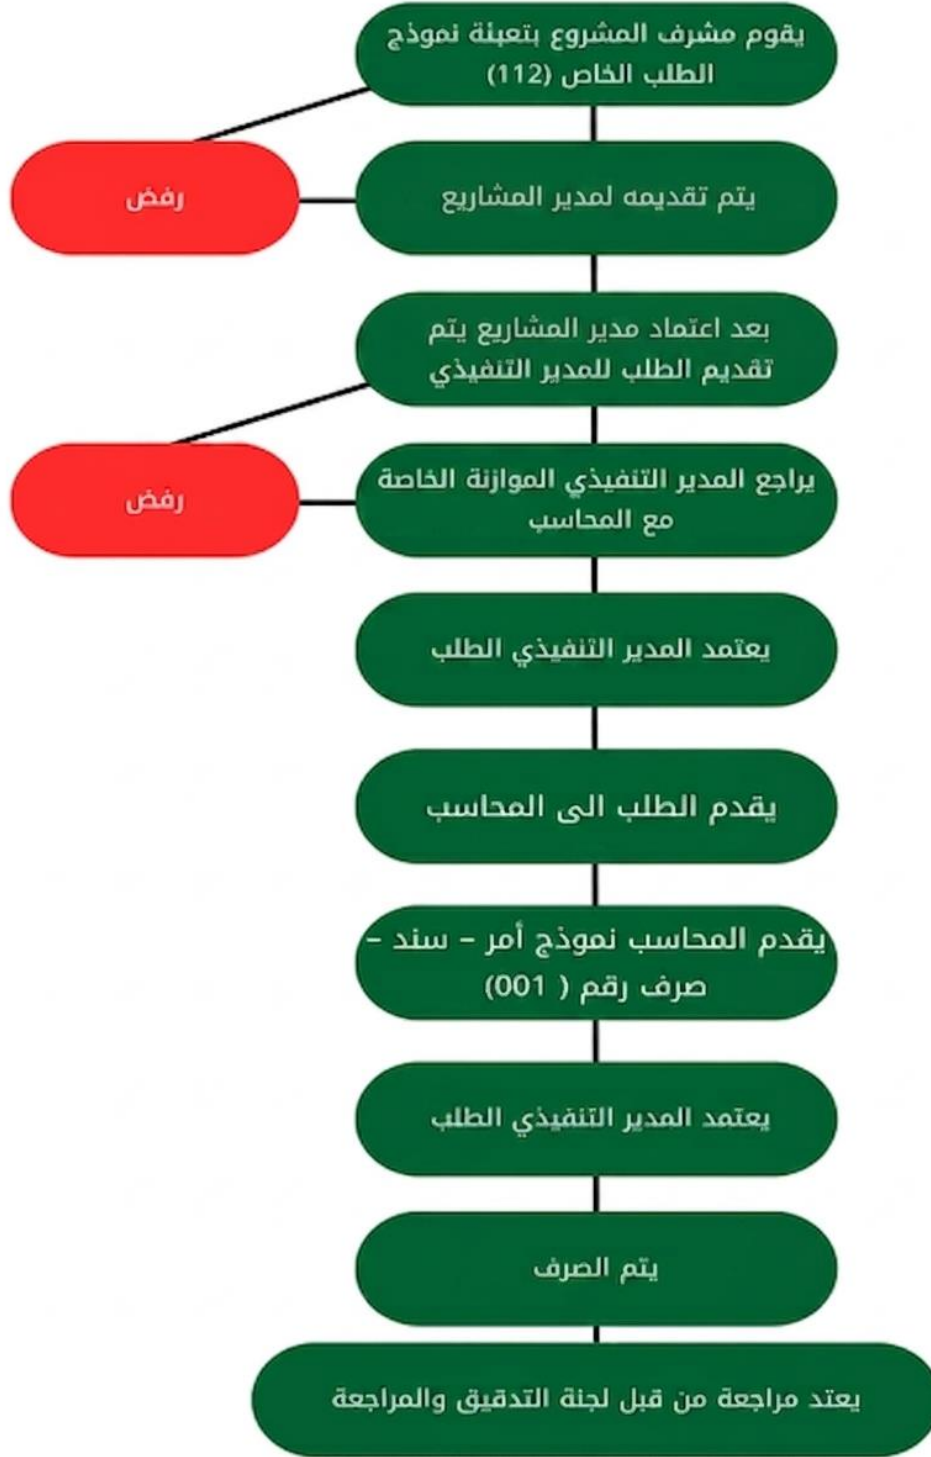 يقوم مشرف المشروع بتعبئة نموذج
الطلب الخاص (112)
يتم تقديمه لمدير المشاريع
رفض
بعد اعتماد مدير المشاريع يتم
تقديم الطلب للمدير التنفيذي
يراجع المدير التنفيذي الموازنة الخاصة
مع المحاسب
رفض
يعتمد المدير التنفيذي الطلب
يقدم الطلب الى المحاسب
يقدم المحاسب نموذج أمر – سند –
صرف رقم ( 001)
يعتمد المدير التنفيذي الطلب
يتم الصرف
يعتد مراجعة من قبل لجنة التدقيق والمراجعة